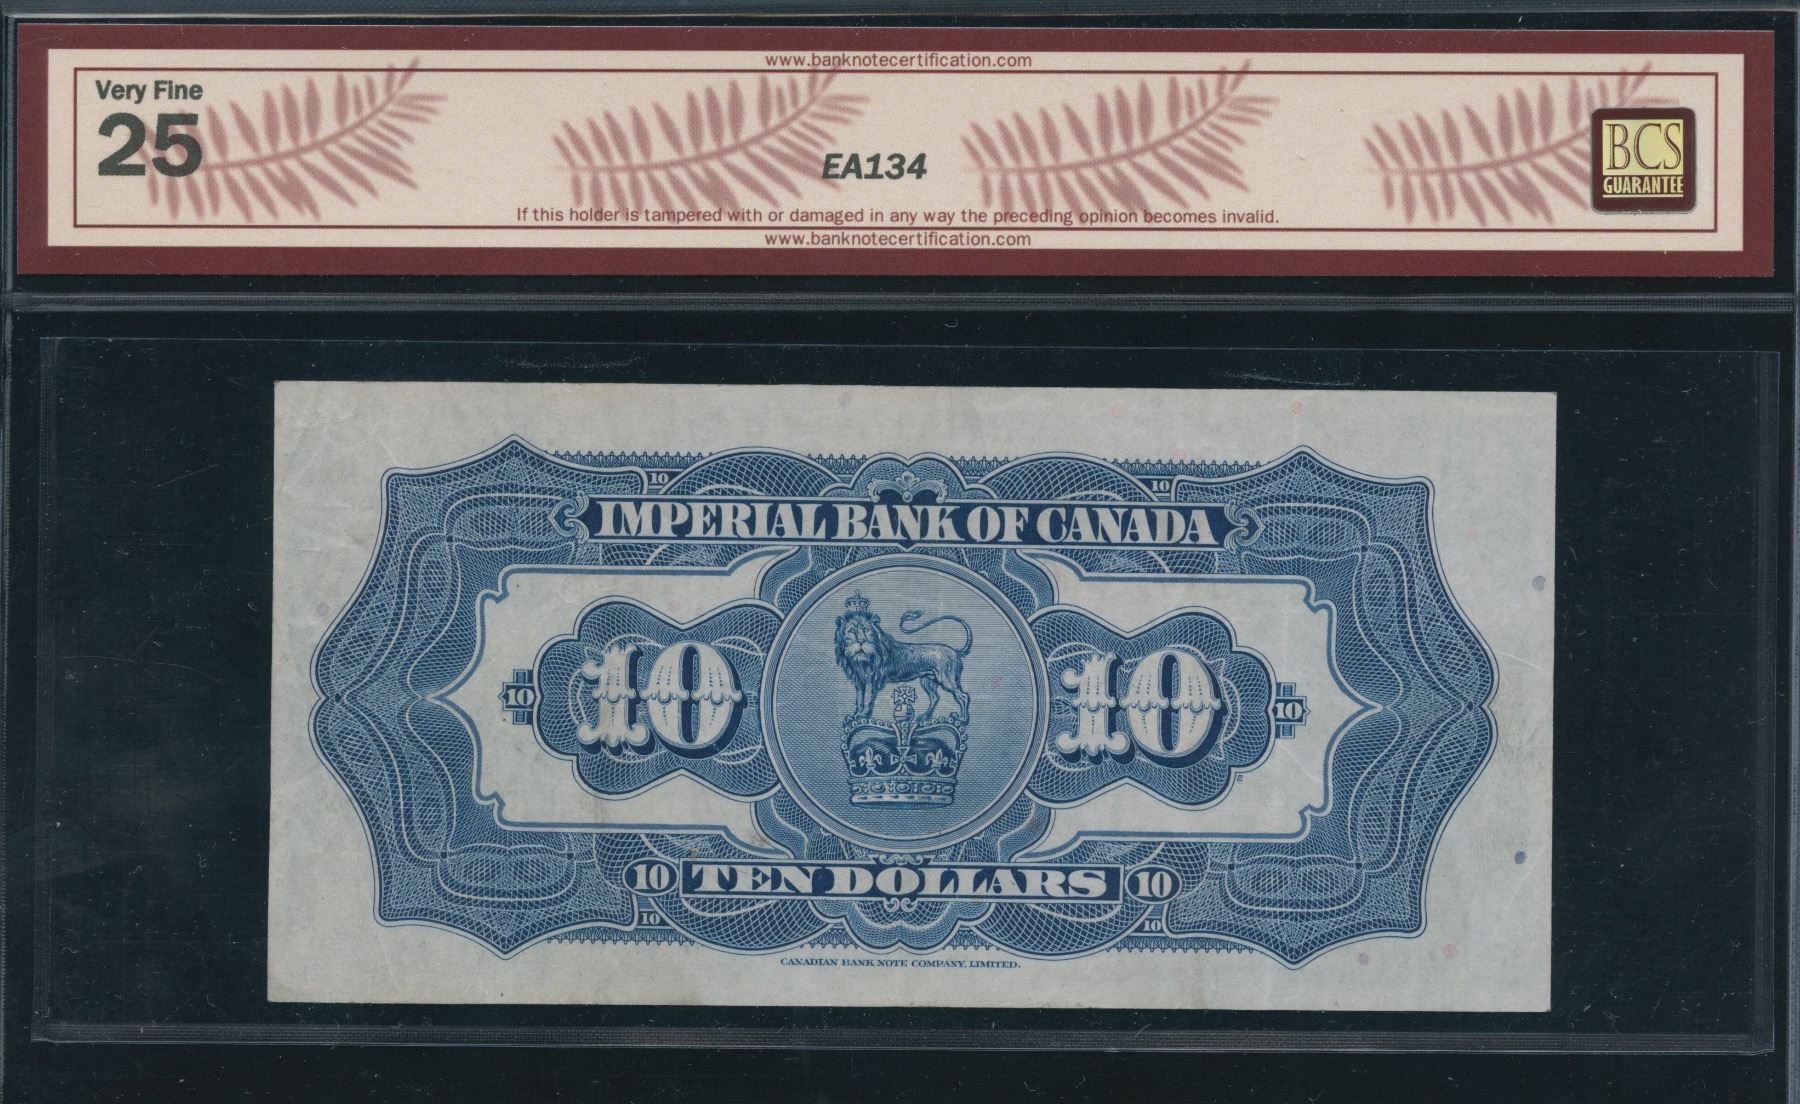 www.banknotecertification.com
Very Fine
25
EA134
BCS
GUARANTEE
If this holder is tampered with or damaged in any way the preceding opinion becomes invalid.
www.banknotecertification.com
10 10
IMPERIAL BANK OF CANADA
10 10 10 10
2
10 TEN DOLLARS 10
10 10
CANADIAN BANK NOTE COMPANY, LIMITED.